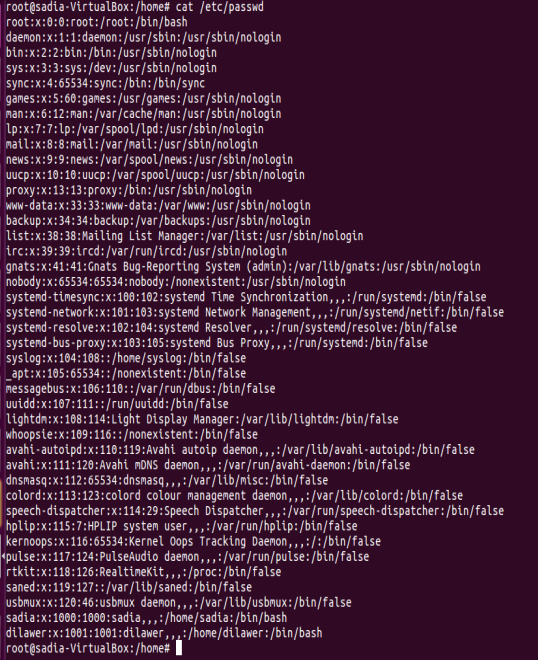 root@sadia-VirtualBox:/home# cat /etc/passwd
root:x:0:0:root:/root:/bin/bash
daemon:x:1:1:daemon:/usr/sbin:/usr/sbin/nologin
bin:x:2:2:bin:/bin:/usr/sbin/nologin
sys:x:3:3:sys:/dev:/usr/sbin/nologin
sync:x:4:65534:sync:/bin:/bin/sync
games:x:5:60:games:/usr/games:/usr/sbin/nologin
man:x:6:12:man:/var/cache/man:/usr/sbin/nologin
lp:x:7:7:lp:/var/spool/lpd:/usr/sbin/nologin
mail:x:8:8:mail:/var/mail:/usr/sbin/nologin
news:x:9:9:news:/var/spool/news:/usr/sbin/nologin
uucp:x:10:10:uucp:/var/spool/uucp:/usr/sbin/nologin
proxy:x:13:13:proxy:/bin:/usr/sbin/nologin
www-data:x:33:33:www-data:/var/www:/usr/sbin/nologin
backup:x:34:34:backup:/var/backups:/usr/sbin/nologin
list:x:38:38:Mailing List Manager:/var/list:/usr/sbin/nologin
irc:x:39:39:ircd:/var/run/ircd:/usr/sbin/nologin
gnats:x:41:41:Gnats Bug-Reporting System (admin):/var/lib/gnats:/usr/sbin/nologin
nobody:x:65534:65534:nobody:/nonexistent:/usr/sbin/nologin
systemd-timesync:x:100:102:systemd Time Synchronization,,,:/run/systemd:/bin/false
systemd-network:x:101:103:systemd Network Management,,,:/run/systemd/netif:/bin/false
systemd-resolve:x:102:104:systemd Resolver,,,:/run/systemd/resolve:/bin/false
systemd-bus-proxy:x:103:105:systemd Bus Proxy,,,:/run/systemd:/bin/false
syslog:x:104:108::/home/syslog:/bin/false
_apt:x:105:65534::/nonexistent:/bin/false
messagebus:x:106:110::/var/run/dbus:/bin/false
uuidd:x:107:111::/run/uuidd:/bin/false
lightdm:x:108:114:Light Display Manager:/var/lib/lightdm:/bin/false
whoopsie:x:109:116::/nonexistent:/bin/false
avahi-autoipd:x:110:119:Avahi autoip daemon,,,:/var/lib/avahi-autoipd:/bin/false
avahi:x:111:120:Avahi mDNS daemon,,,:/var/run/avahi-daemon:/bin/false
dnsmasq:x:112:65534:dnsmasq,,,:/var/lib/misc:/bin/false
colord:x:113:123:colord colour management daemon,,,:/var/lib/colord:/bin/false
speech-dispatcher:x:114:29:Speech Dispatcher,,,:/var/run/speech-dispatcher:/bin/false
hplip:x:115:7:HPLIP system user,,,:/var/run/hplip:/bin/false
kernoops:x:116:65534:Kernel Oops Tracking Daemon,,,:/:/bin/false
pulse:x:117:124:PulseAudio daemon,,,:/var/run/pulse:/bin/false
rtkit:x:118:126:RealtimeKit,,,:/proc:/bin/false
saned:x:119:127::/var/lib/saned:/bin/false
usbmux:x:120:46:usbmux daemon,,,:/var/lib/usbmux:/bin/false
sadia:x:1000:1000:sadia,,,:/home/sadia:/bin/bash
dilawer:x:1001:1001:dilawer,,,:/home/dilawer:/bin/bash
root@sadia-VirtualBox:/home#